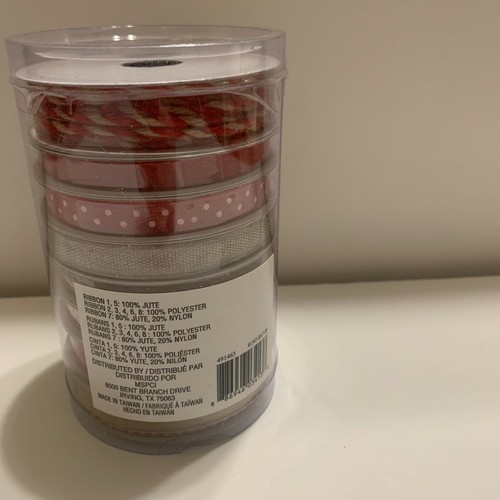 RIBBON 1, 5: 100% JUTE
RIBBON 2, 3, 4, 6, 8: 100% POLYESTER
RIBBON 7: 80% JUTE, 20% NYLON
RUBANS 1, 5 : 100% JUTE
RUBANS 2, 3, 4, 6, 8 : 100% POLYESTER
RUBANS 7 : 80% JUTE, 20% NYLON
CINTA 1, 5: 100% YUTE
CINTA 2, 3, 4, 6, 8: 100% POLIÉSTER
CINTA 7: 80% YUTE, 20% NILÓN
DISTRIBUTED BY / DISTRIBUÉ PAR
DISTRIBUIDO POR
MSPCI
8000 BENT BRANCH DRIVE
IRVING, TX 75063
MADE IN TAIWAN / FABRIQUÉ À TAÏWAN
HECHO EN TAIWÁN
491463